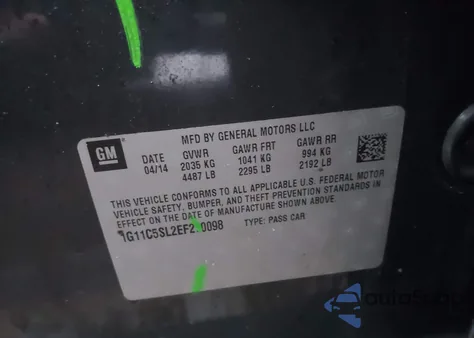 GM
MFD BY GENERAL MOTORS LLC
DATE GVWR GAWR FRT GAWR RR
04/14 2035 KG 1041 KG 994 KG
4487 LB 2295 LB 2192 LB
THIS VEHICLE CONFORMS TO ALL APPLICABLE U.S. FEDERAL MOTOR
VEHICLE SAFETY, BUMPER, AND THEFT PREVENTION STANDARDS IN
EFFECT ON THE DATE OF MANUFACTURE SHOWN ABOVE.
TYPE: PASS CAR